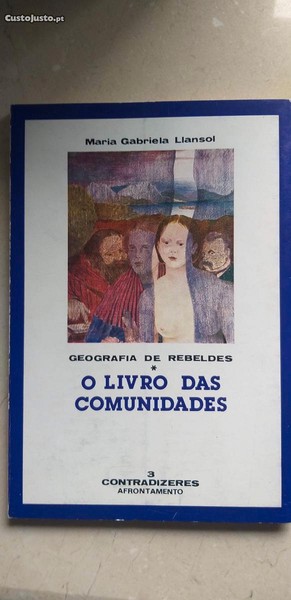 CustoJusto.pt
Maria Gabriela Llansol
GEOGRAFIA DE REBELDES
*
O LIVRO DAS
COMUNIDADES
3
CONTRADIZERES
AFRONTAMENTO